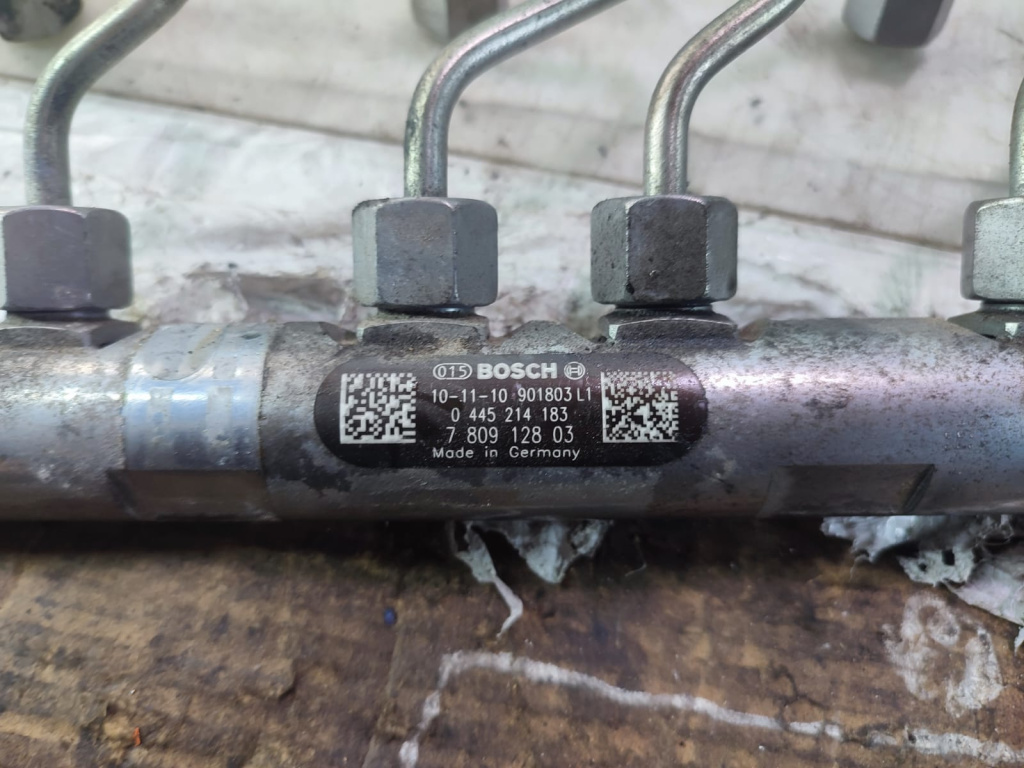 015 BOSCH
10-11-10 901803 L1
0 445 214 183
7 809 128 03
Made in Germany